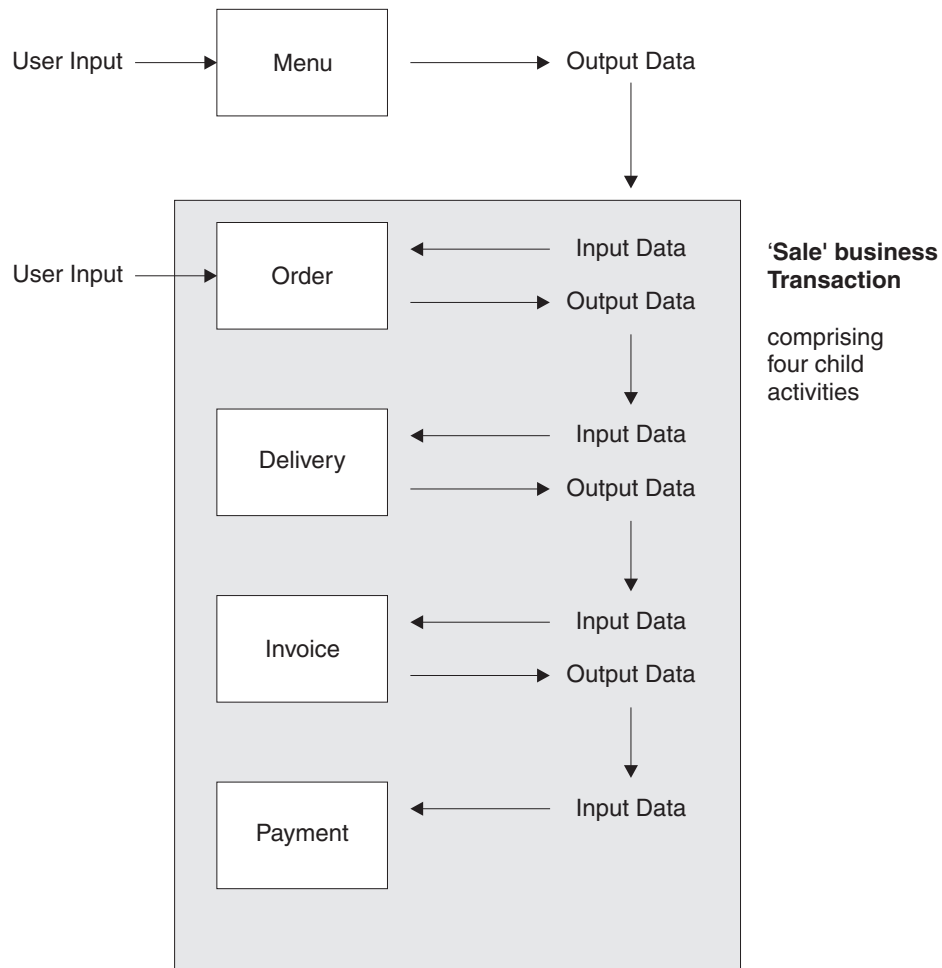 User Input
Menu
Output Data
Input Data
User Input
Order
Output Data
'Sale' business
Transaction
comprising
four child
activities
Input Data
Delivery
Output Data
Input Data
Invoice
Output Data
Input Data
Payment